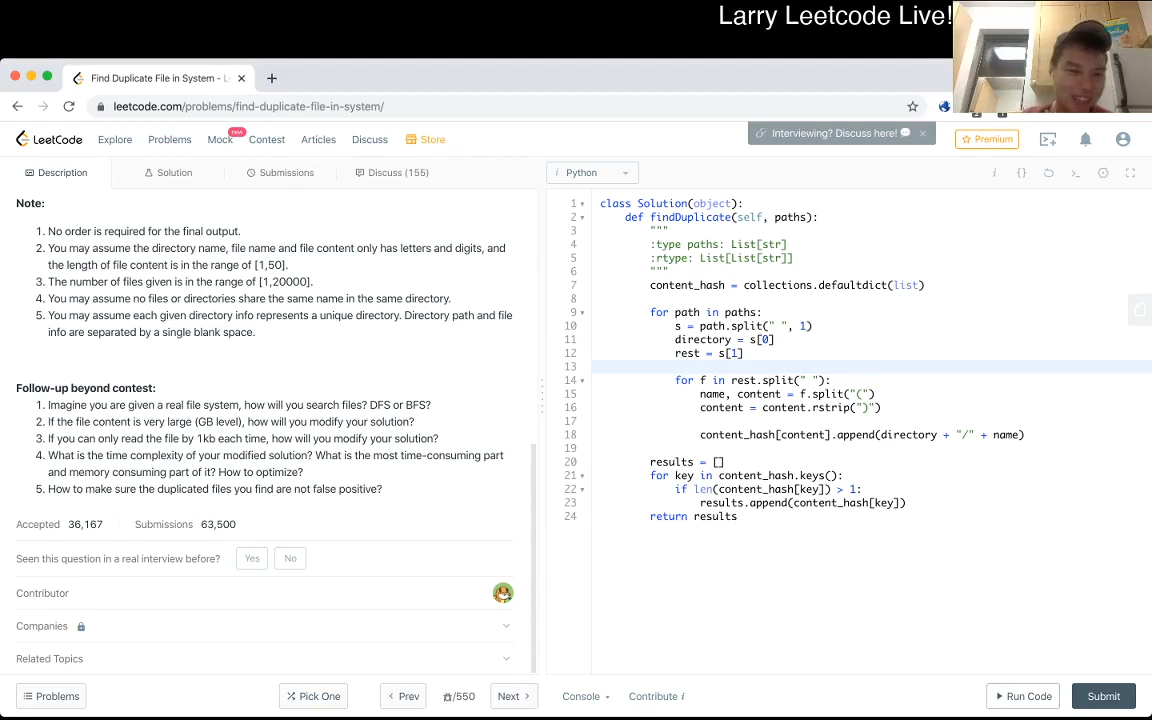 Larry Leetcode Live!
Find Duplicate File in System - L
leetcode.com/problems/find-duplicate-file-in-system/
LeetCode
Explore
Problems
Mock
new
Contest
Articles
Discuss
Store
Interviewing? Discuss here!
Premium
Description
Solution
Submissions
Discuss (155)
i Python
Note:
1. No order is required for the final output.
2. You may assume the directory name, file name and file content only has letters and digits, and
the length of file content is in the range of [1,50].
3. The number of files given is in the range of [1,20000].
4. You may assume no files or directories share the same name in the same directory.
5. You may assume each given directory info represents a unique directory. Directory path and file
info are separated by a single blank space.
Follow-up beyond contest:
1. Imagine you are given a real file system, how will you search files? DFS or BFS?
2. If the file content is very large (GB level), how will you modify your solution?
3. If you can only read the file by 1kb each time, how will you modify your solution?
4. What is the time complexity of your modified solution? What is the most time-consuming part
and memory consuming part of it? How to optimize?
5. How to make sure the duplicated files you find are not false positive?
Accepted 36,167
Submissions 63,500
Seen this question in a real interview before?
Yes
No
Contributor
Companies
Related Topics
Problems
Pick One
Prev
/550
Next
1 class Solution(object):
2 def findDuplicate(self, paths):
3 """
4 :type paths: List[str]
5 :rtype: List[List[str]]
6 """
7 content_hash = collections.defaultdict(list)
8
9 for path in paths:
10 s = path.split(" ", 1)
11 directory = s[0]
12 rest = s[1]
13
14 for f in rest.split(" "):
15 name, content = f.split("(")
16 content = content.rstrip(")")
17
18 content_hash[content].append(directory + "/" + name)
19
20 results = []
21 for key in content_hash.keys():
22 if len(content_hash[key]) > 1:
23 results.append(content_hash[key])
24 return results
Console
Contribute i
Run Code
Submit